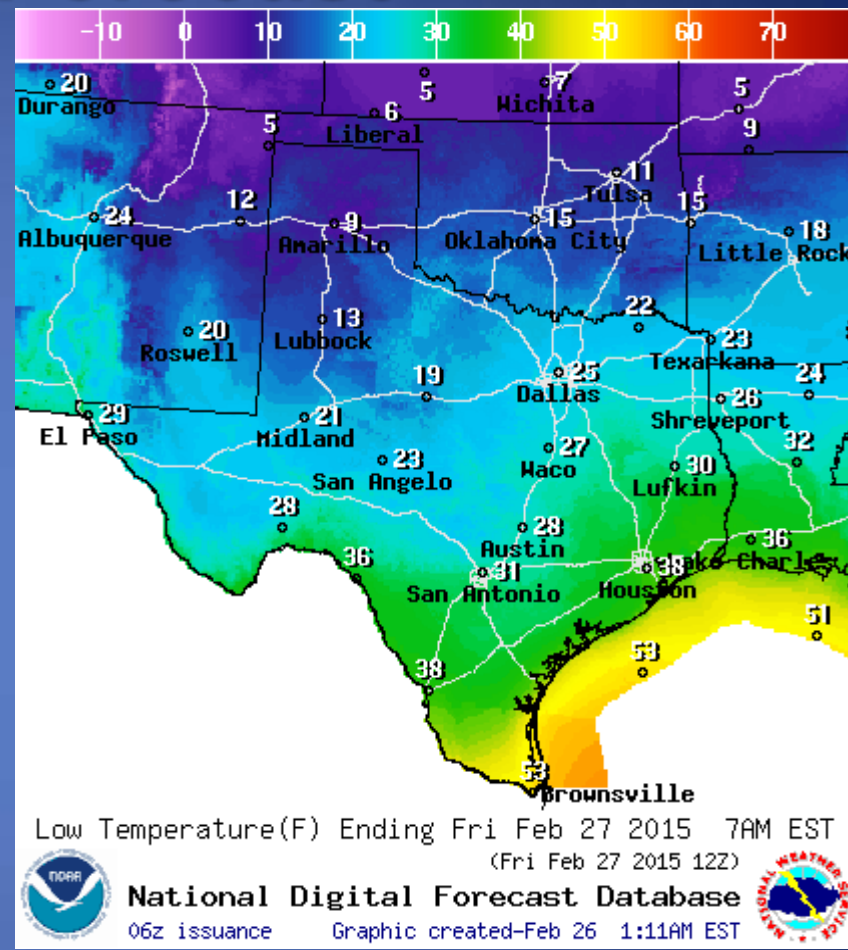 -10 0 10 20 30 40 50 60 70
20
Durango
5
6
Liberal
5
7
Wichita
5
9
12
24
Albuquerque
9
Amarillo
11
Tulsa
15
Oklahoma City
15
18
Little Rock
20
Roswell
13
Lubbock
22
23
Texarkana
19
25
Dallas
24
26
Shreveport
29
El Paso
21
Midland
23
San Angelo
27
Waco
30
Lufkin
32
28
28
Austin
36
36
Lake Charles
31
San Antonio
38
Houston
38
53
51
53
Brownsville
Low Temperature(F) Ending Fri Feb 27 2015 7AM EST
(Fri Feb 27 2015 12Z)
NOAA
National Digital Forecast Database
06z issuance Graphic created-Feb 26 1:11AM EST
NATIONAL WEATHER SERVICE